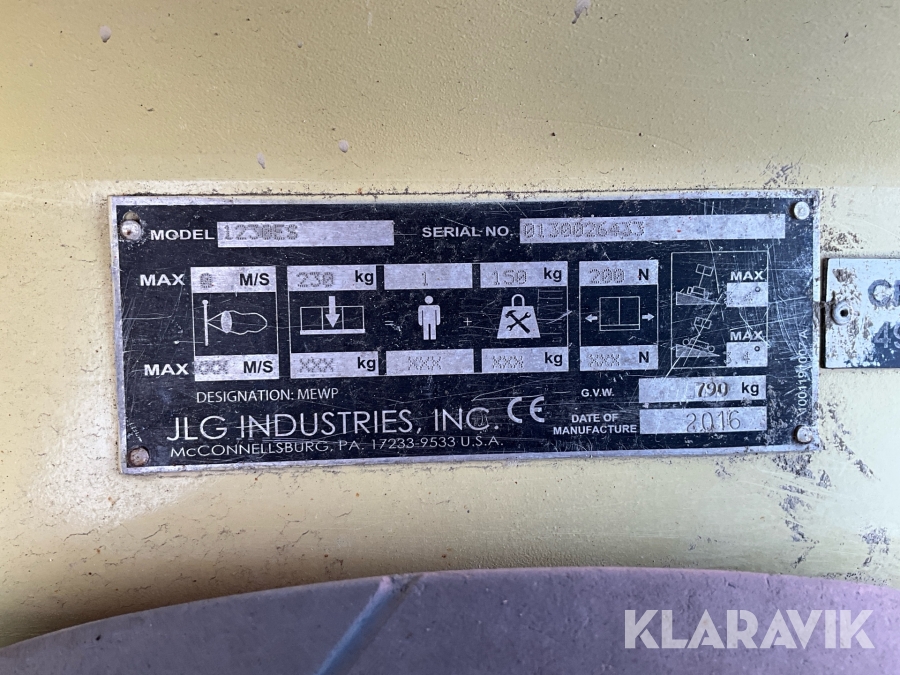 MODEL 1230ES SERIAL NO. 0130026433
MAX 0 M/S 230 kg 1 150 kg 200 N MAX °
= +
MAX XXX M/S XXX kg XXX XXX kg XXX N MAX 4°
DESIGNATION: MEWP G.V.W. 790 kg
JLG INDUSTRIES, INC. CE DATE OF MANUFACTURE 2016
McCONNELLSBURG, PA. 17233-9533 U.S.A.
KLARAVIK